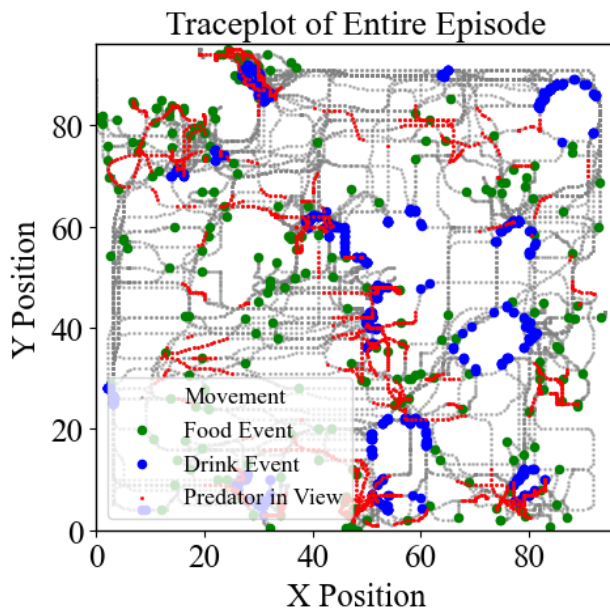 Traceplot of Entire Episode
Y Position
80
60
40
20
0
Movement
Food Event
Drink Event
Predator in View
0 20 40 60 80
X Position